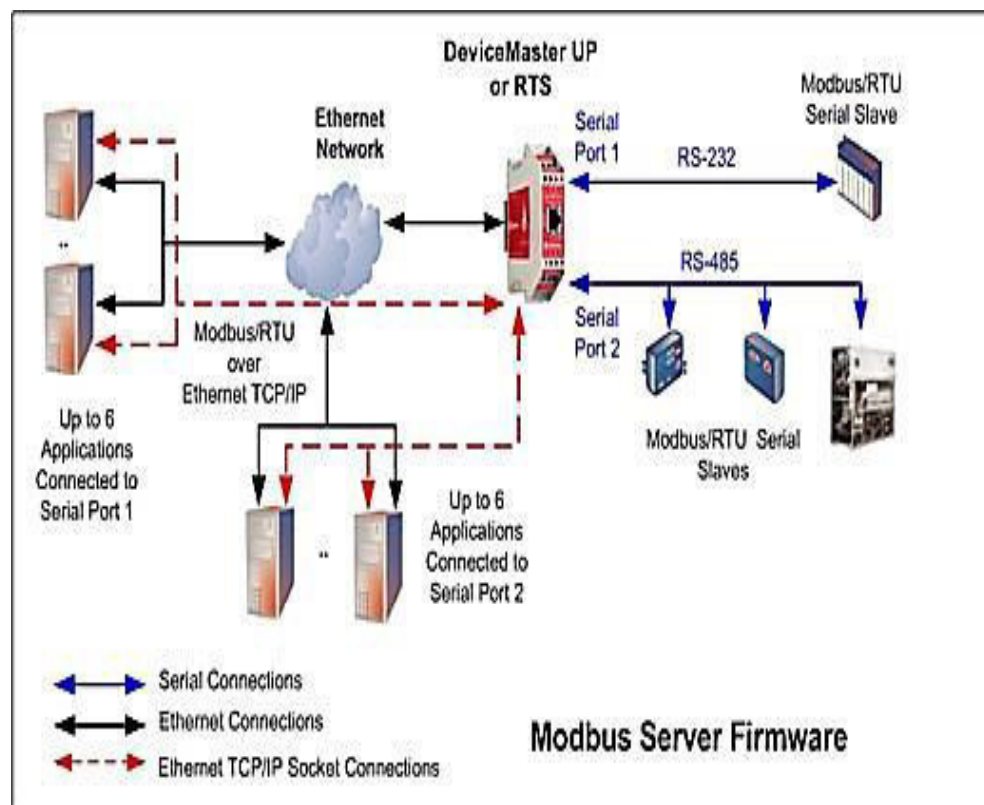 DeviceMaster UP
or RTS
Ethernet
Network
Serial
Port 1
RS-232
Modbus/RTU
Serial Slave
..
RS-485
Serial
Port 2
Modbus/RTU
over
Ethernet TCP/IP
Modbus/RTU Serial
Slaves
Up to 6
Applications
Connected to
Serial Port 1
..
Up to 6
Applications
Connected to
Serial Port 2
Serial Connections
Ethernet Connections
Ethernet TCP/IP Socket Connections
Modbus Server Firmware